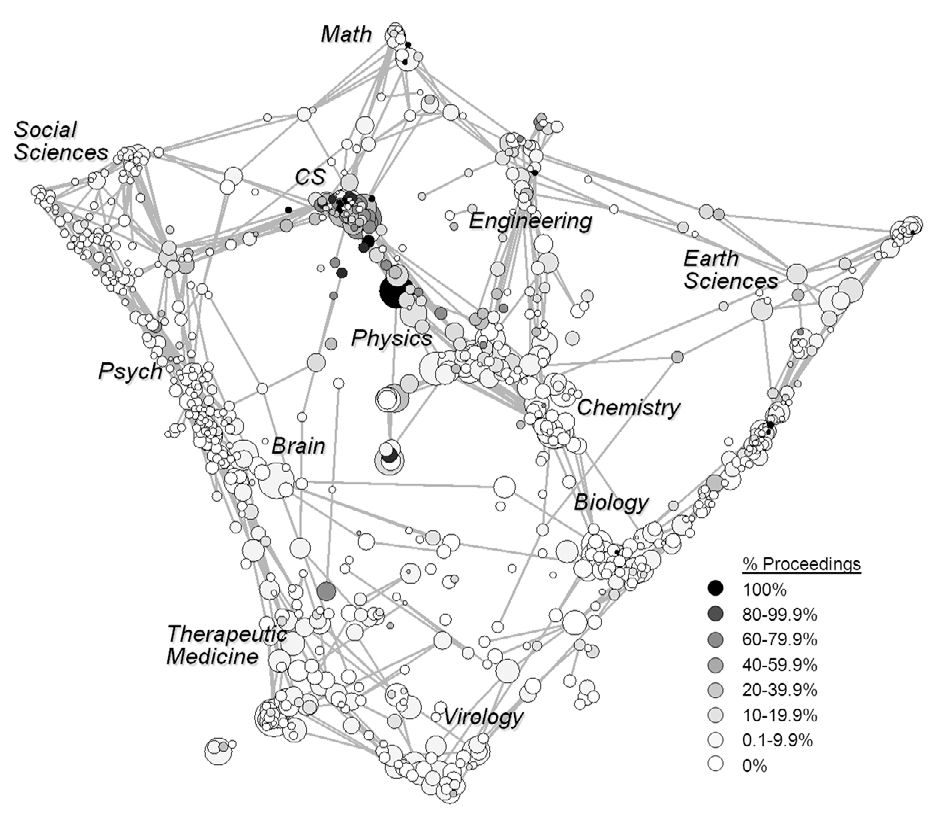 Math
Social
Sciences
CS
Engineering
Earth
Sciences
Physics
Psych
Chemistry
Brain
Biology
Therapeutic
Medicine
Virology
% Proceedings
100%
80-99.9%
60-79.9%
40-59.9%
20-39.9%
10-19.9%
0.1-9.9%
0%